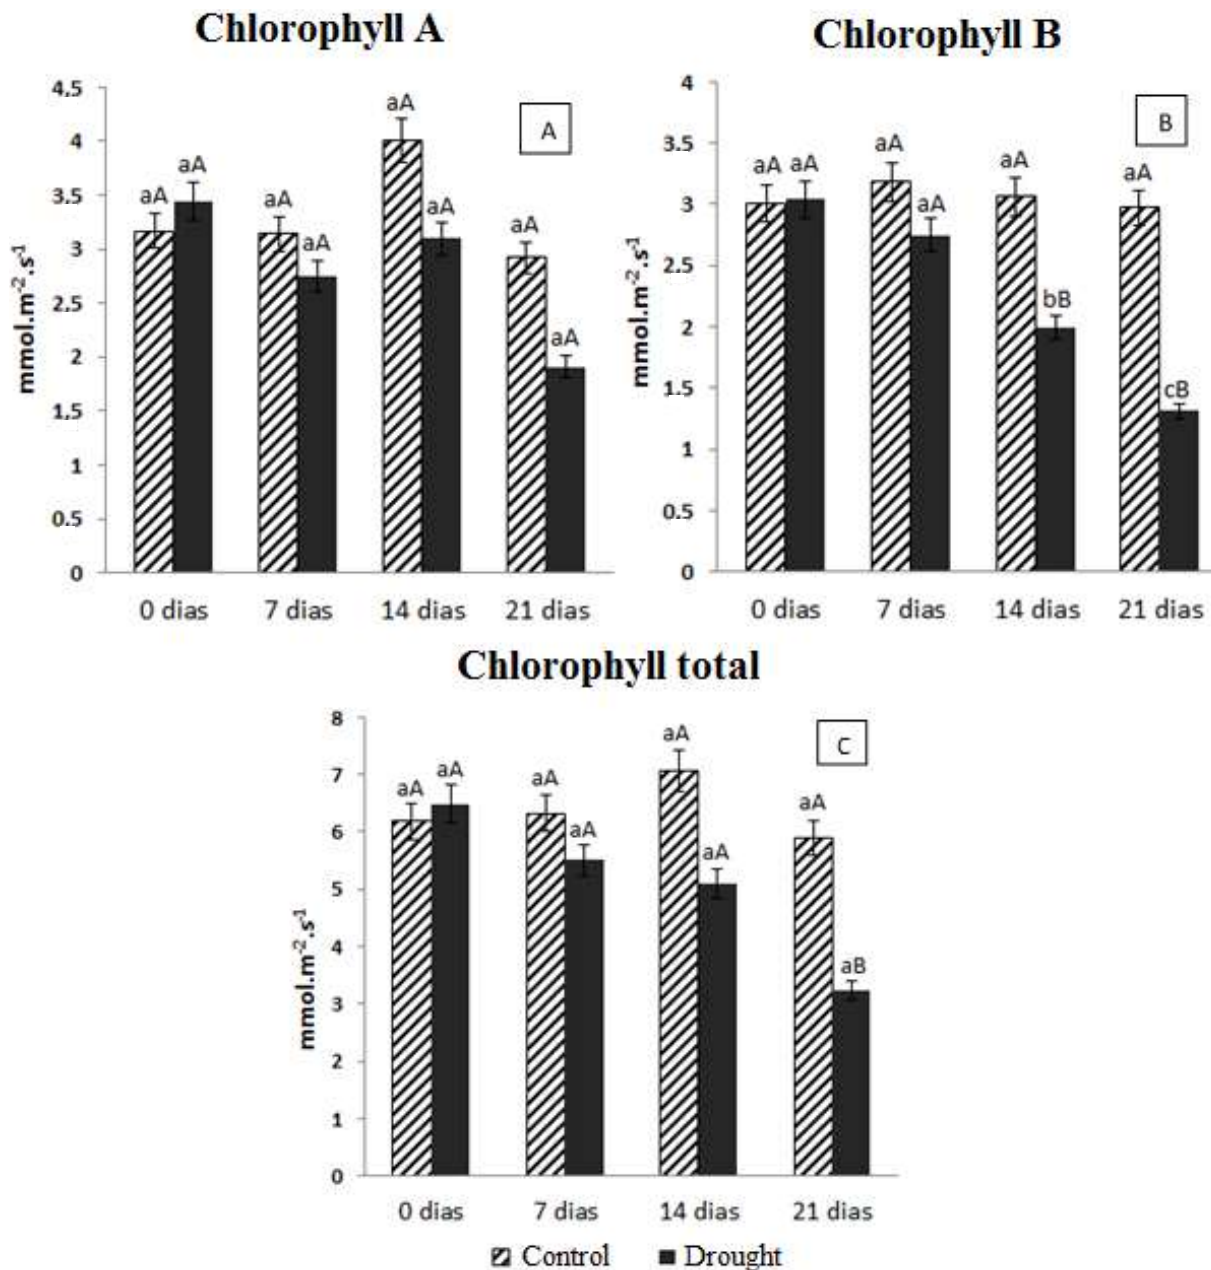 Chlorophyll A
4,5
4
3,5
3
2,5
2
1,5
1
0,5
0
mmol.m⁻².s⁻¹
A
aA
aA
aA
aA
aA
aA
aA
aA
0 dias 7 dias 14 dias 21 dias
Chlorophyll B
4
3.5
3
2.5
2
1.5
1
0.5
0
mmol.m⁻².s⁻¹
B
aA
aA
aA
aA
aA
bB
aA
cB
0 dias 7 dias 14 dias 21 dias
Chlorophyll total
8
7
6
5
4
3
2
1
0
mmol.m⁻².s⁻¹
C
aA
aA
aA
aA
aA
aA
aA
aB
0 dias 7 dias 14 dias 21 dias
Control Drought